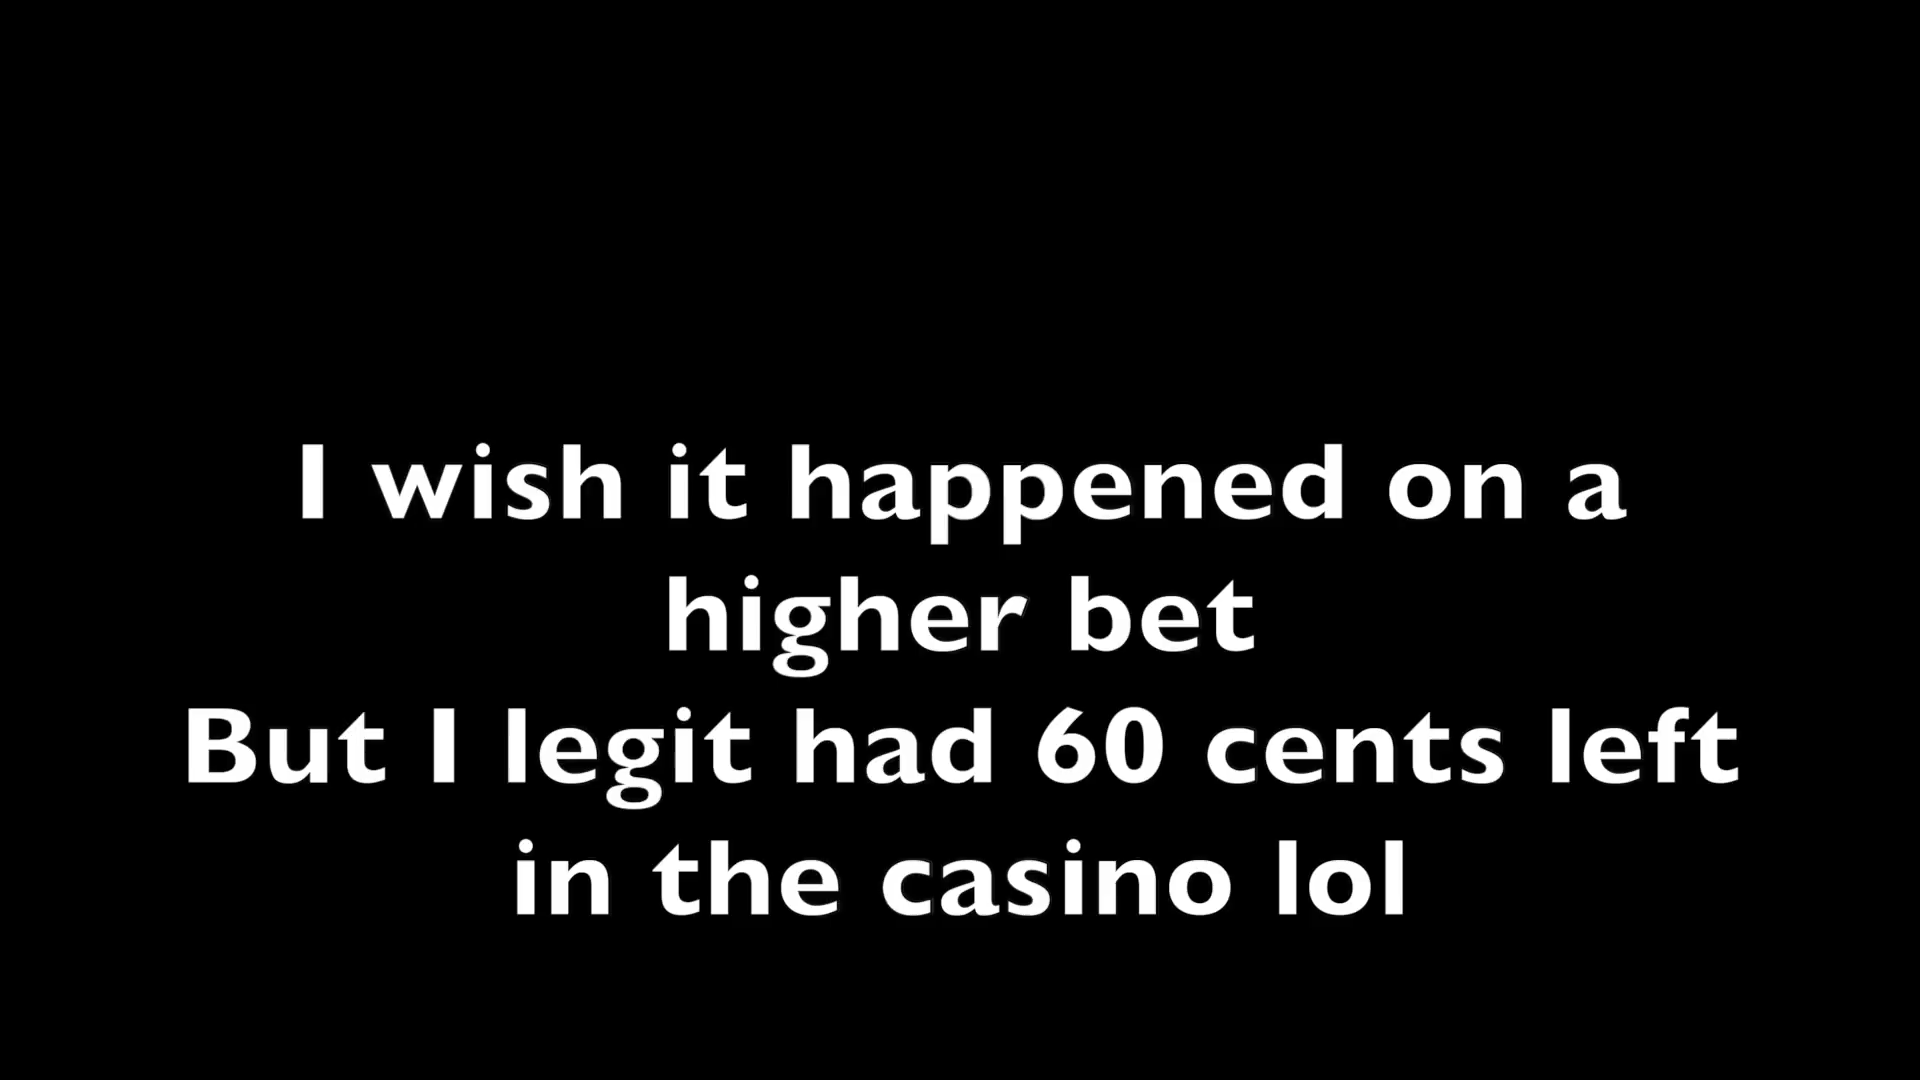 I wish it happened on a
higher bet
But I legit had 60 cents left
in the casino lol